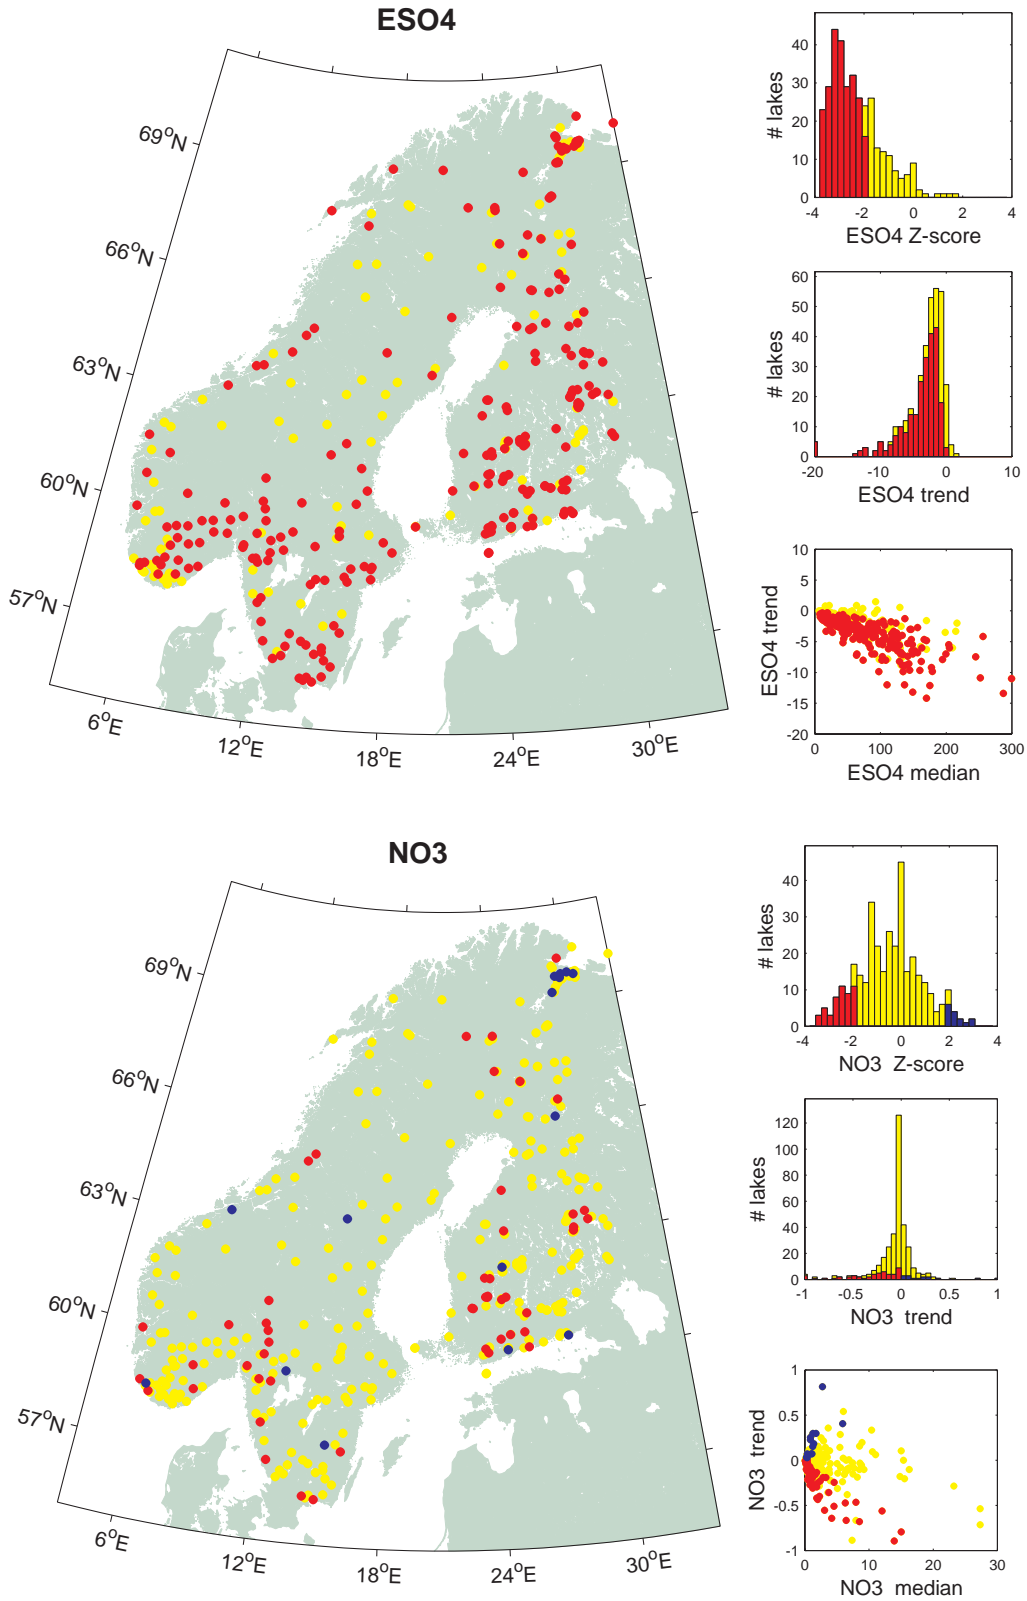 ESO4
69°N
66°N
63°N
60°N
57°N
6°E
12°E
18°E
24°E
30°E
# lakes
40
30
20
10
0
-4
-2
0
2
4
ESO4 Z-score
# lakes
60
50
40
30
20
10
0
-20
-10
0
10
ESO4 trend
ESO4 trend
10
5
0
-5
-10
-15
-20
0
100
200
300
ESO4 median
NO3
69°N
66°N
63°N
60°N
57°N
6°E
12°E
18°E
24°E
30°E
# lakes
40
30
20
10
0
-4
-2
0
2
4
NO3 Z-score
# lakes
120
100
80
60
40
20
0
-1
-0.5
0
0.5
1
NO3 trend
NO3 trend
1
0.5
0
-0.5
-1
0
10
20
30
NO3 median